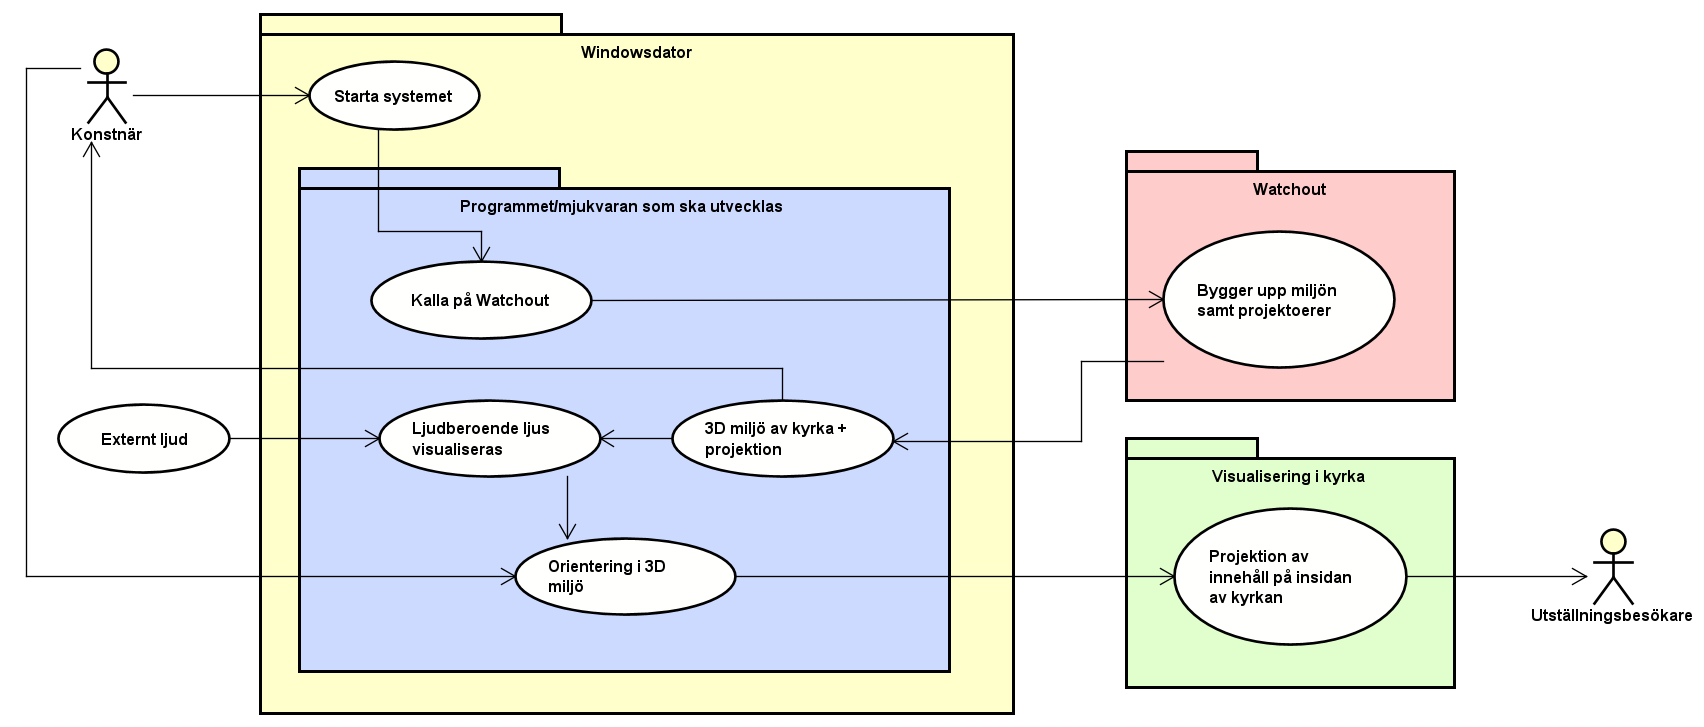 Windowsdator
Starta systemet
Konstnär
Programmet/mjukvaran som ska utvecklas
Watchout
Kalla på Watchout
Bygger upp miljön
samt projektoerer
Externt ljud
Ljudberoende ljus
visualiseras
3D miljö av kyrka +
projektion
Visualisering i kyrka
Orientering i 3D
miljö
Projektion av
innehåll på insidan
av kyrkan
Utställningsbesökare